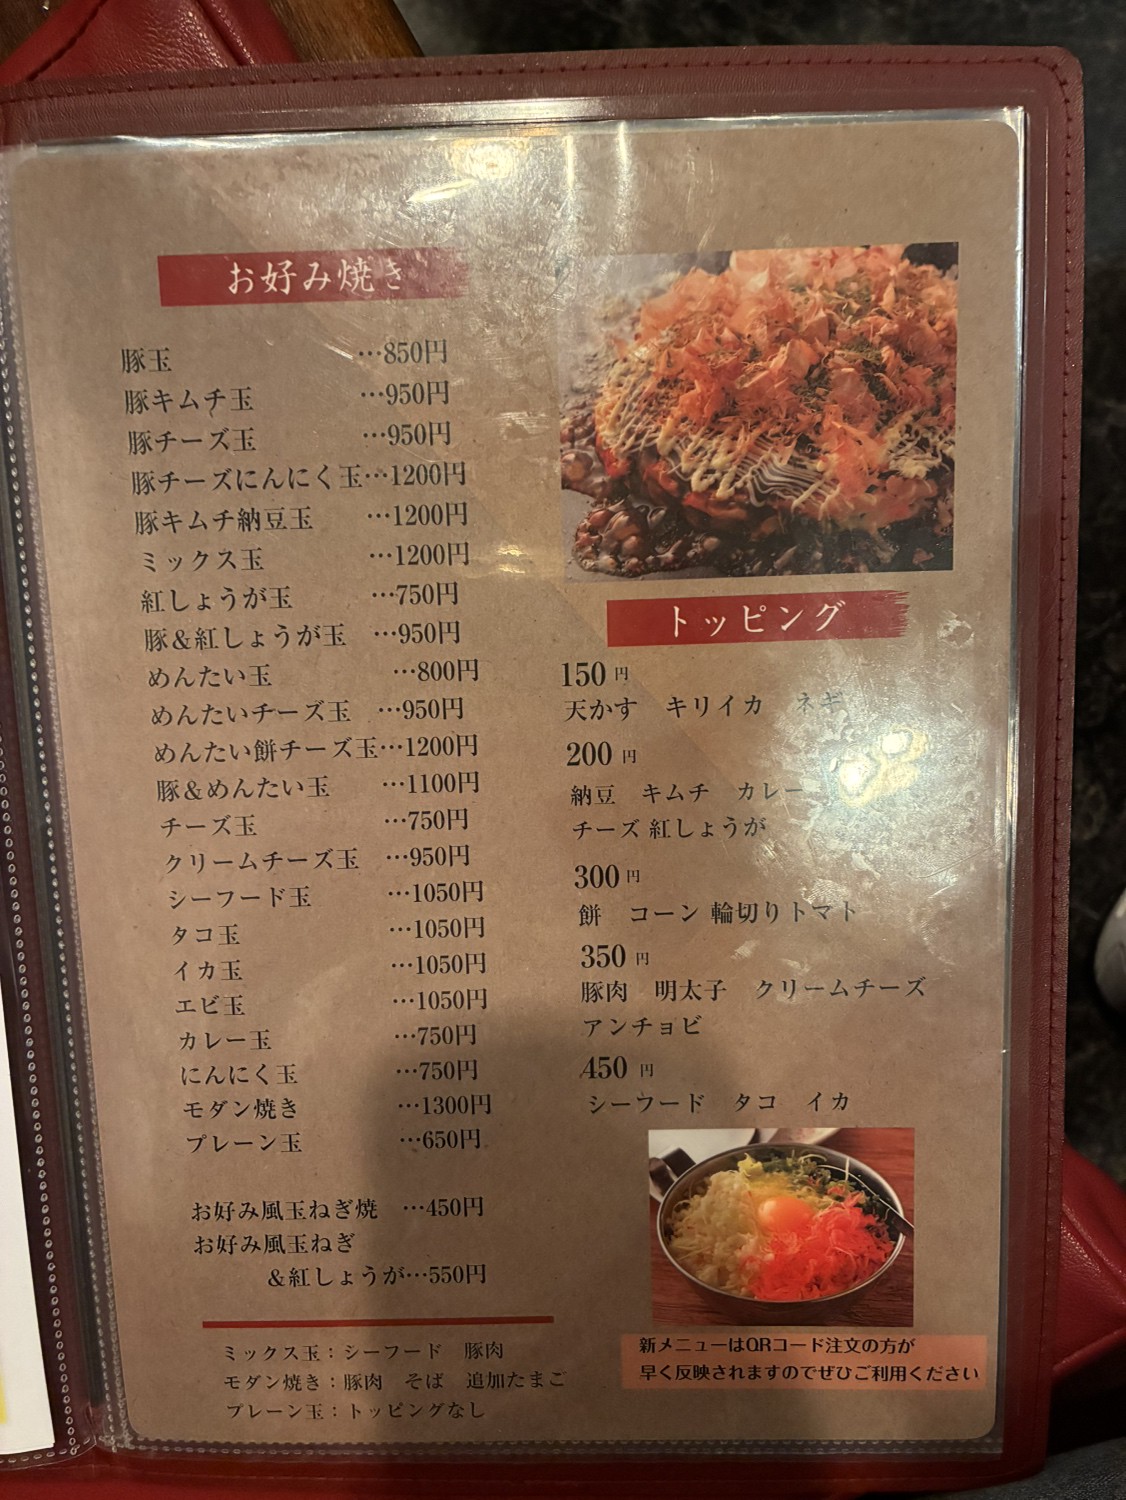 お好み焼き
豚玉 …850円
豚キムチ玉 …950円
豚チーズ玉 …950円
豚チーズにんにく玉…1200円
豚キムチ納豆玉 …1200円
ミックス玉 …1200円
紅しょうが玉 …750円
豚&紅しょうが玉 …950円
めんたい玉 …800円
めんたいチーズ玉 …950円
めんたい餅チーズ玉…1200円
豚&めんたい玉 …1100円
チーズ玉 …750円
クリームチーズ玉 …950円
シーフード玉 …1050円
タコ玉 …1050円
イカ玉 …1050円
エビ玉 …1050円
カレー玉 …750円
にんにく玉 …750円
モダン焼き …1300円
プレーン玉 …650円
お好み風玉ねぎ焼 …450円
お好み風玉ねぎ
&紅しょうが…550円
ミックス玉：シーフード 豚肉
モダン焼き：豚肉 そば 追加たまご
プレーン玉：トッピングなし
トッピング
150円
天かす キリイカ ネギ
200円
納豆 キムチ カレー
チーズ 紅しょうが
300円
餅 コーン 輪切りトマト
350円
豚肉 明太子 クリームチーズ
アンチョビ
450円
シーフード タコ イカ
新メニューはQRコード注文の方が
早く反映されますのでぜひご利用ください